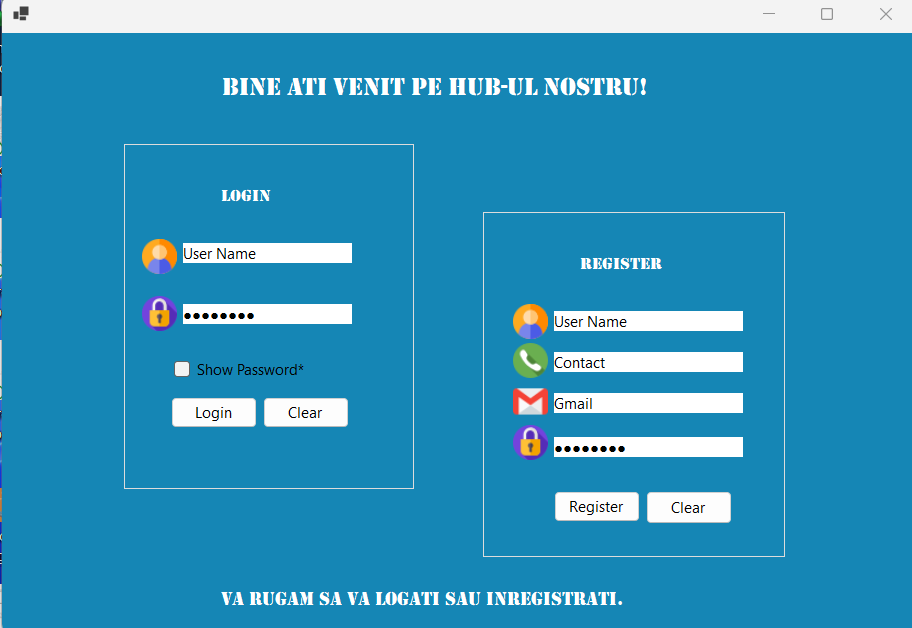 BINE ATI VENIT PE HUB-UL NOSTRU!
LOGIN
User Name
●●●●●●●●
Show Password*
Login Clear
REGISTER
User Name
Contact
Gmail
●●●●●●●●
Register Clear
VA RUGAM SA VA LOGATI SAU INREGISTRATI.